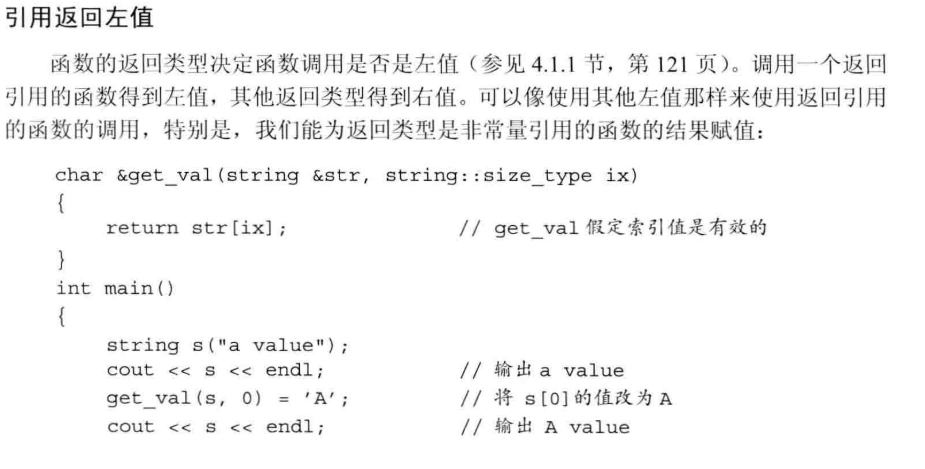 引用返回左值
函数的返回类型决定函数调用是否是左值（参见 4.1.1 节，第 121 页）。调用一个返回
引用的函数得到左值，其他返回类型得到右值。可以像使用其他左值那样来使用返回引用
的函数的调用，特别是，我们能为返回类型是非常量引用的函数的结果赋值：
char &get_val(string &str, string::size_type ix)
{
    return str[ix];                // get_val 假定索引值是有效的
}
int main()
{
    string s("a value");
    cout << s << endl;             // 输出 a value
    get_val(s, 0) = 'A';           // 将 s[0]的值改为 A
    cout << s << endl;             // 输出 A value